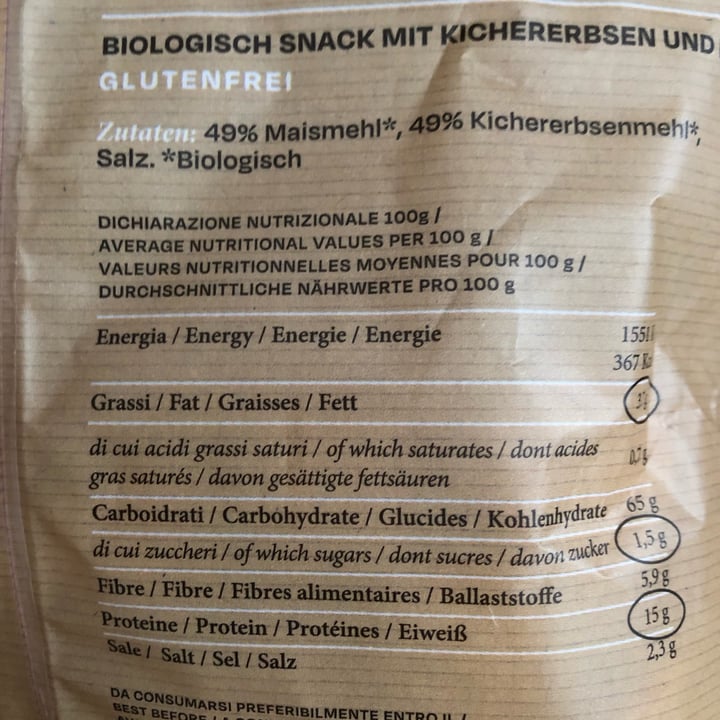 BIOLOGISCH SNACK MIT KICHERERBSEN UND
GLUTENFREI
Zutaten: 49% Maismehl*, 49% Kichererbsenmehl*,
Salz. *Biologisch
DICHIARAZIONE NUTRIZIONALE 100g /
AVERAGE NUTRITIONAL VALUES PER 100 g /
VALEURS NUTRITIONNELLES MOYENNES POUR 100 g /
DURCHSCHNITTLICHE NÄHRWERTE PRO 100 g
Energia / Energy / Energie / Energie
367
Grassi / Fat / Graisses / Fett
di cui acidi grassi saturi / of which saturates / dont acides
gras saturés / davon gesättigte fettsäuren
Carboidrati / Carbohydrate / Glucides / Kohlenhydrate 65 g
di cui zuccheri / of which sugars / dont sucres / davon zucker 1,5 g
Fibre / Fibre / Fibres alimentaires / Ballaststoffe 5,9 g
Proteine / Protein / Protéines / Eiweiß 15 g
Sale / Salt / Sel / Salz 2,3 g
DA CONSUMARSI PREFERIBILMENTE ENTRO IL /
BEST BEFORE /